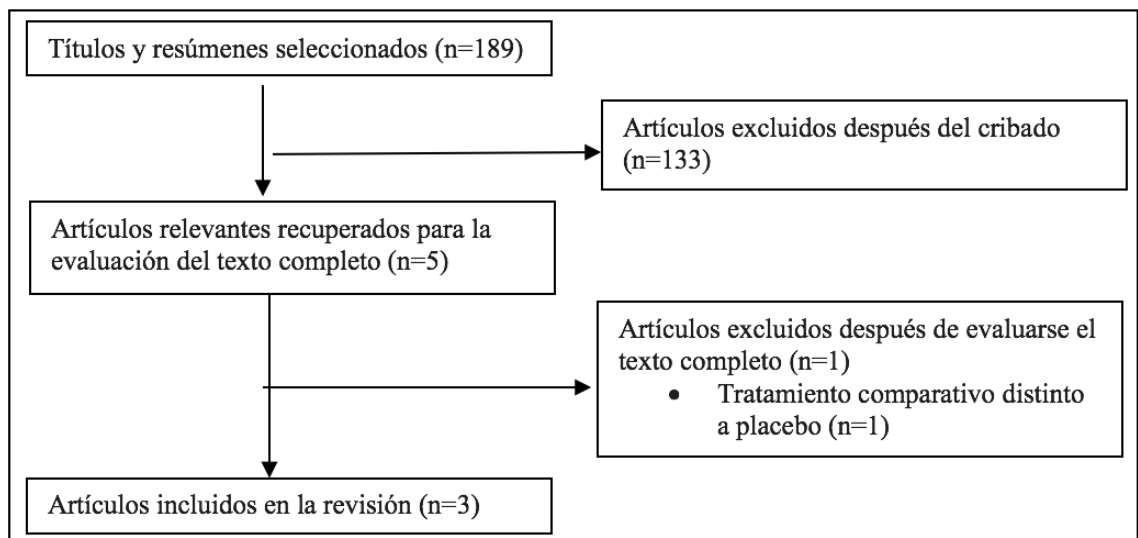 Títulos y resúmenes seleccionados (n=189)
Artículos excluidos después del cribado
(n=133)
Artículos relevantes recuperados para la
evaluación del texto completo (n=5)
Artículos excluidos después de evaluarse el
texto completo (n=1)
• Tratamiento comparativo distinto
a placebo (n=1)
Artículos incluidos en la revisión (n=3)